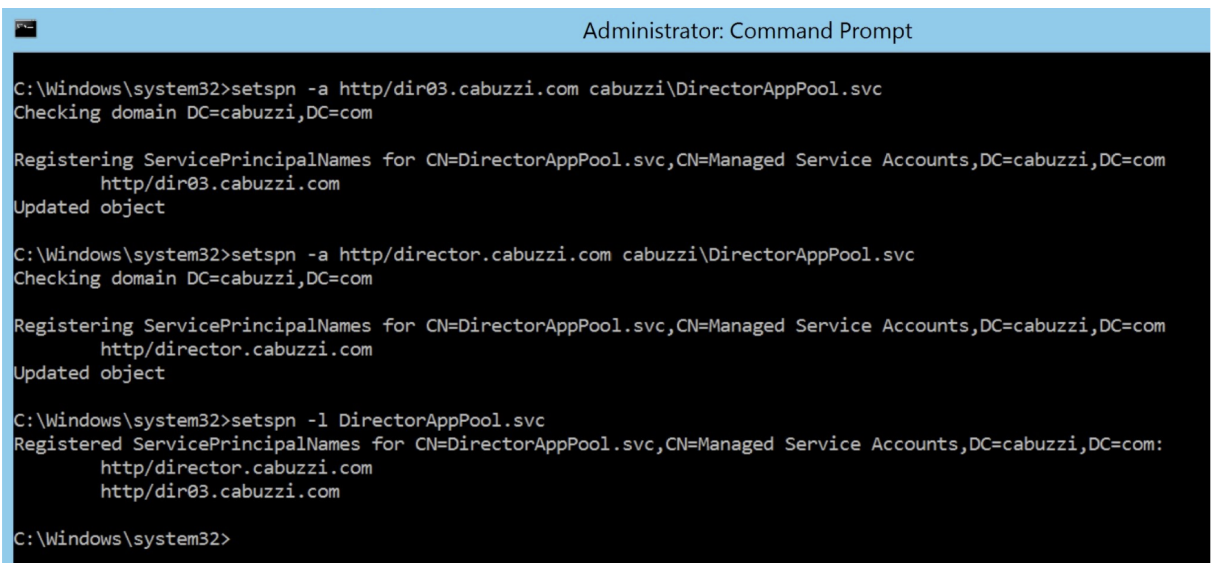 Administrator: Command Prompt
C:\Windows\system32>setspn -a http/dir03.cabuzzi.com cabuzzi\DirectorAppPool.svc
Checking domain DC=cabuzzi,DC=com
Registering ServicePrincipalNames for CN=DirectorAppPool.svc,CN=Managed Service Accounts,DC=cabuzzi,DC=com
http/dir03.cabuzzi.com
Updated object
C:\Windows\system32>setspn -a http/director.cabuzzi.com cabuzzi\DirectorAppPool.svc
Checking domain DC=cabuzzi,DC=com
Registering ServicePrincipalNames for CN=DirectorAppPool.svc,CN=Managed Service Accounts,DC=cabuzzi,DC=com
http/director.cabuzzi.com
Updated object
C:\Windows\system32>setspn -l DirectorAppPool.svc
Registered ServicePrincipalNames for CN=DirectorAppPool.svc,CN=Managed Service Accounts,DC=cabuzzi,DC=com:
http/director.cabuzzi.com
http/dir03.cabuzzi.com
C:\Windows\system32>